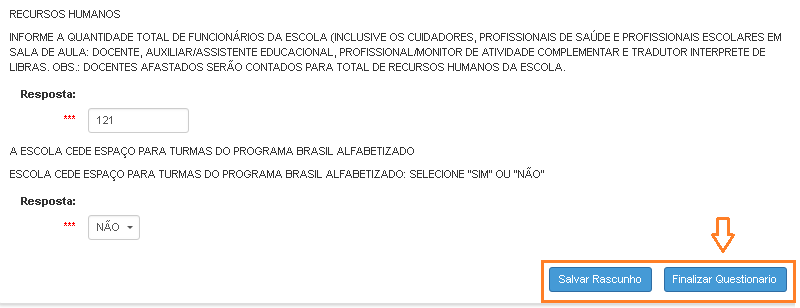 RECURSOS HUMANOS
INFORME A QUANTIDADE TOTAL DE FUNCIONÁRIOS DA ESCOLA (INCLUSIVE OS CUIDADORES, PROFISSIONAIS DE SAÚDE E PROFISSIONAIS ESCOLARES EM
SALA DE AULA: DOCENTE, AUXILIAR/ASSISTENTE EDUCACIONAL, PROFISSIONAL/MONITOR DE ATIVIDADE COMPLEMENTAR E TRADUTOR INTERPRETE DE
LIBRAS. OBS.: DOCENTES AFASTADOS SERÃO CONTADOS PARA TOTAL DE RECURSOS HUMANOS DA ESCOLA.
Resposta:
*** 121
A ESCOLA CEDE ESPAÇO PARA TURMAS DO PROGRAMA BRASIL ALFABETIZADO
ESCOLA CEDE ESPAÇO PARA TURMAS DO PROGRAMA BRASIL ALFABETIZADO: SELECIONE "SIM" OU "NÃO"
Resposta:
*** NÃO
Salvar Rascunho Finalizar Questionario